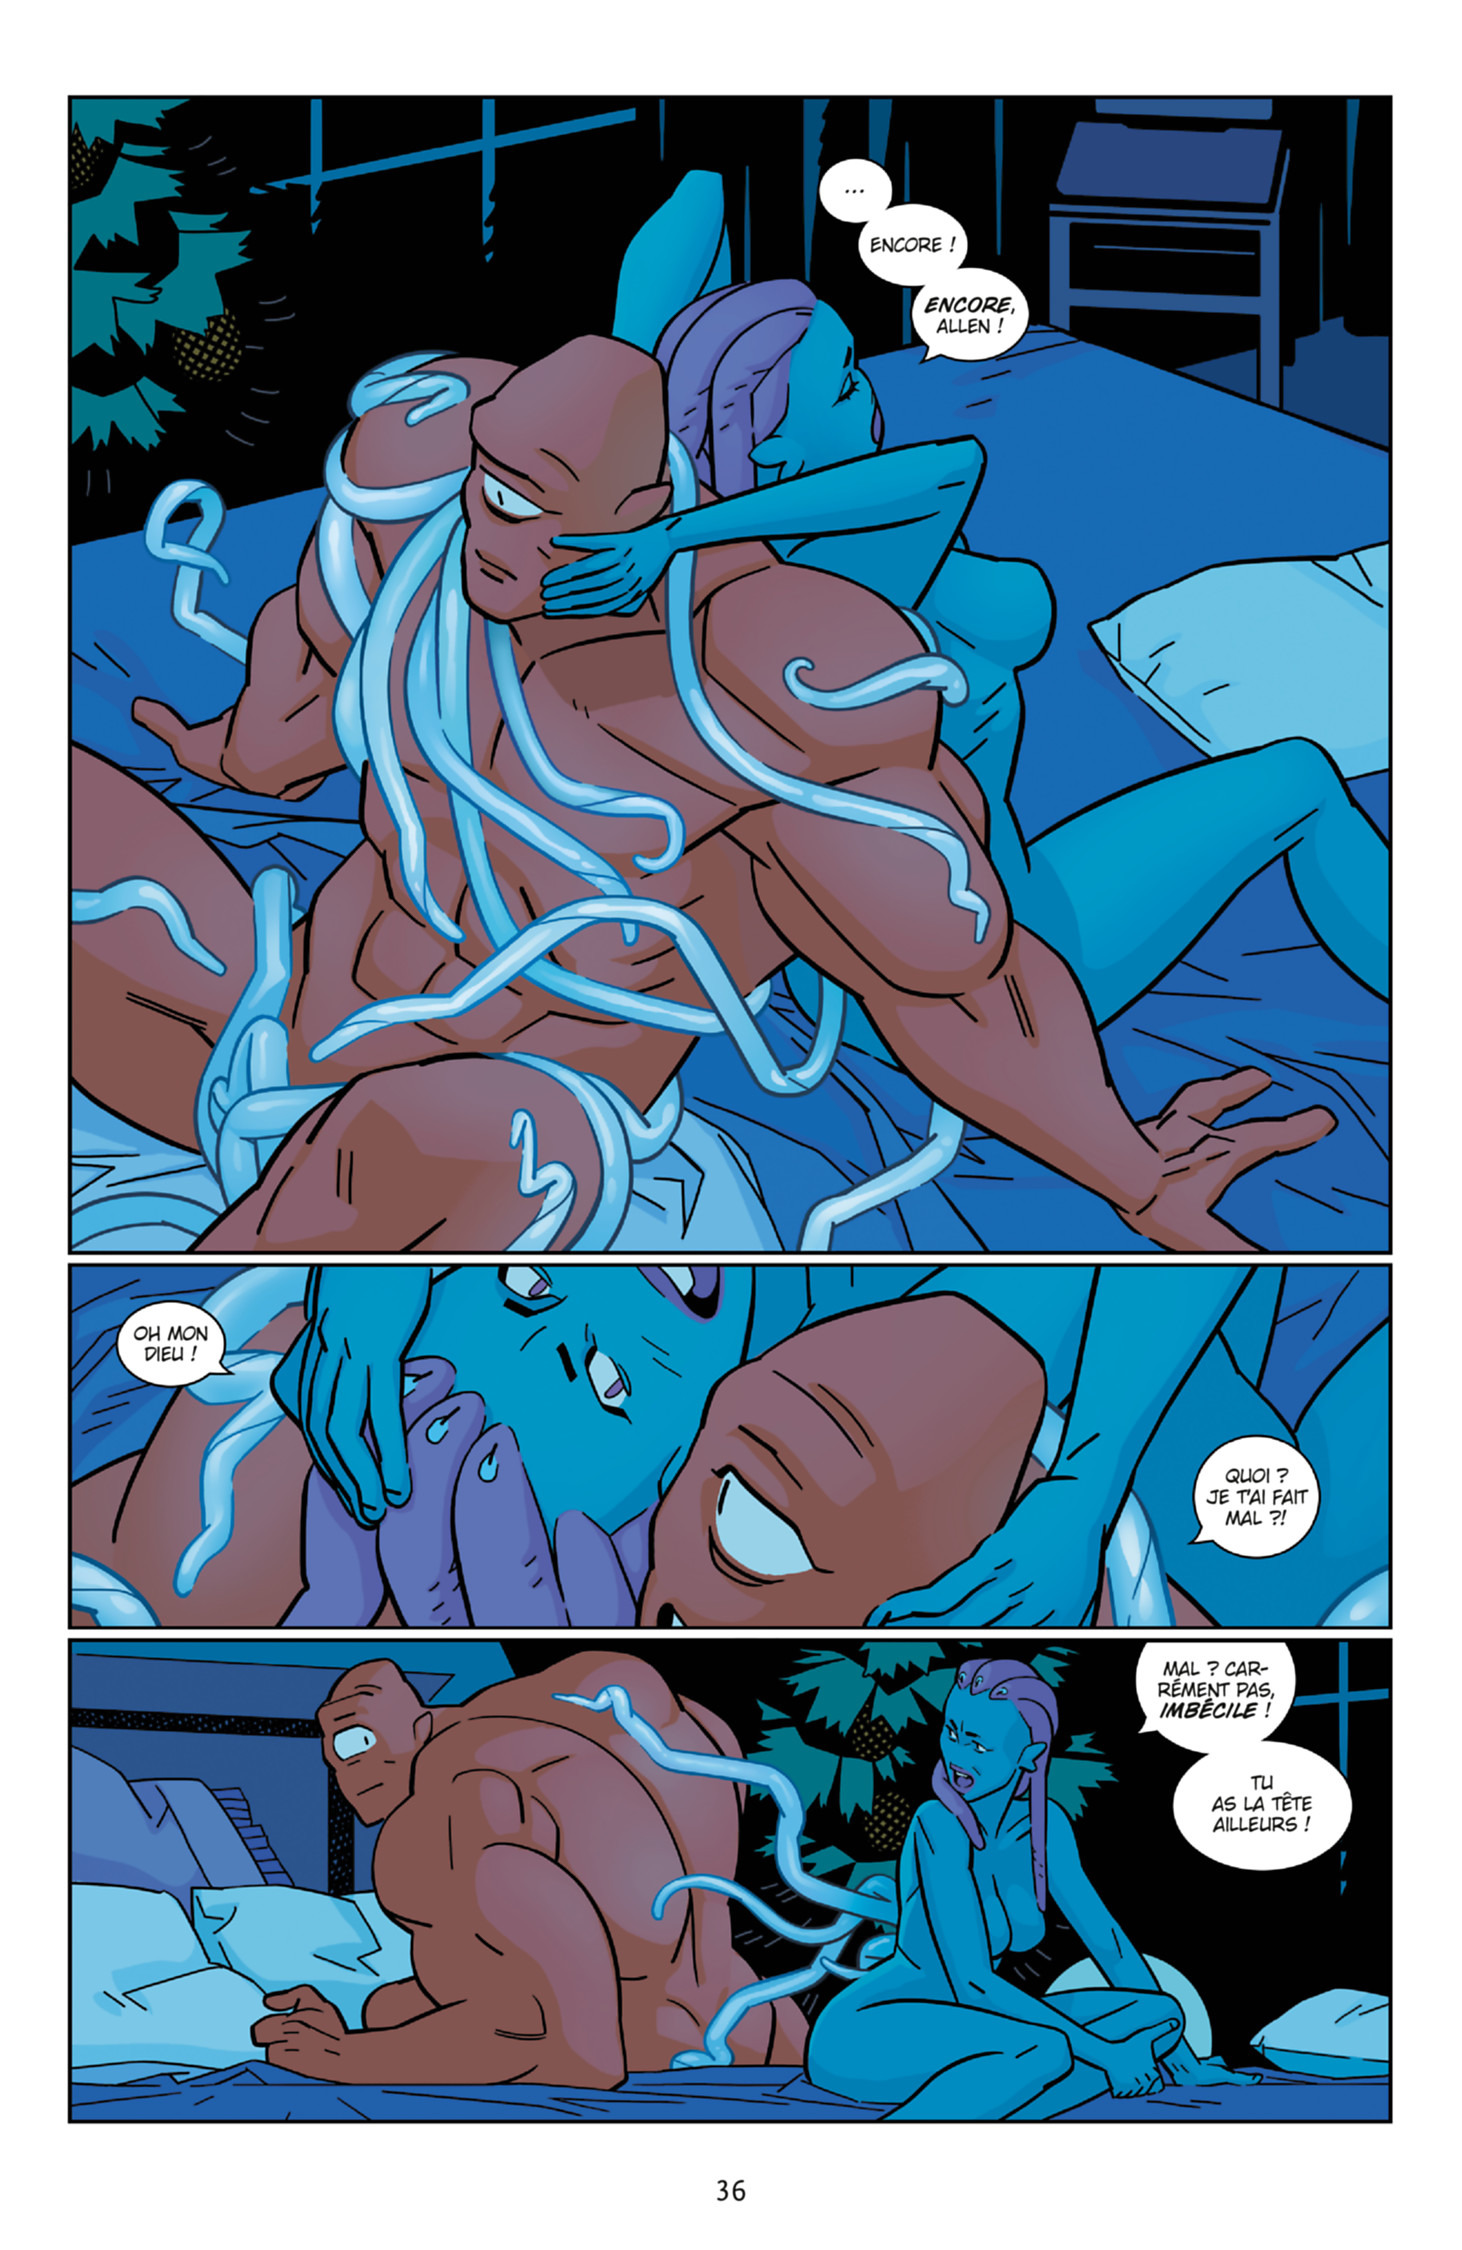 ...
ENCORE !
ENCORE,
ALLEN !
OH MON
DIEU !
QUOI ?
JE T'AI FAIT
MAL ?!
MAL ? CAR-
RÉMENT PAS,
IMBÉCILE !
TU
AS LA TÊTE
AILLEURS !
36